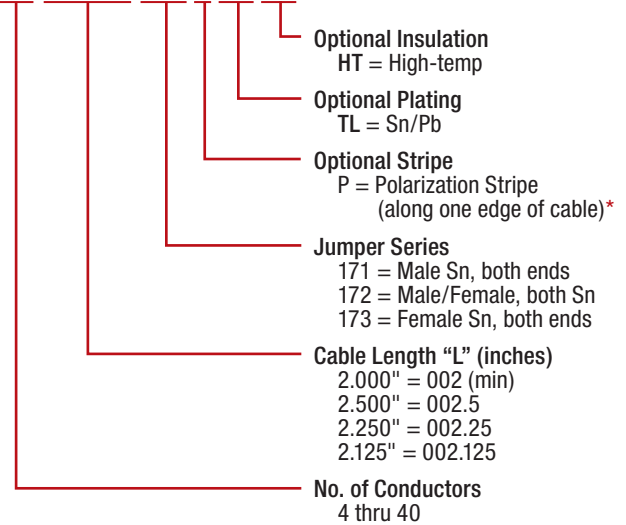 Optional Insulation
HT = High-temp
Optional Plating
TL = Sn/Pb
Optional Stripe
P = Polarization Stripe
(along one edge of cable)*
Jumper Series
171 = Male Sn, both ends
172 = Male/Female, both Sn
173 = Female Sn, both ends
Cable Length “L” (inches)
2.000" = 002 (min)
2.500" = 002.5
2.250" = 002.25
2.125" = 002.125
No. of Conductors
4 thru 40